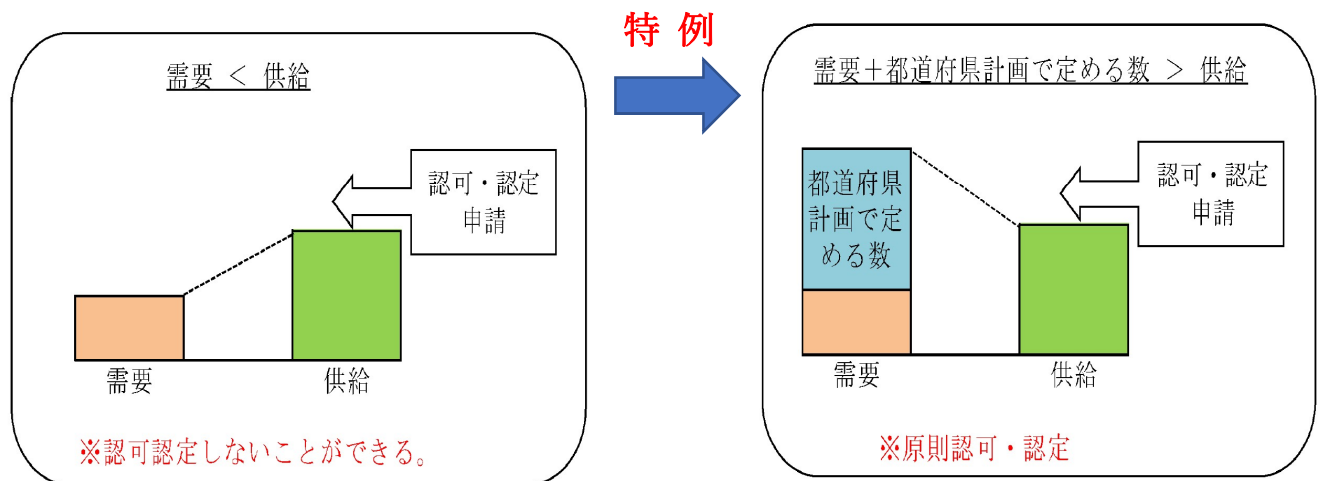 特 例
需要 < 供給
認可・認定
申請
需要
供給
※認可認定しないことができる。
需要＋都道府県計画で定める数 > 供給
都道府県
計画で定
める数
認可・認定
申請
需要
供給
※原則認可・認定